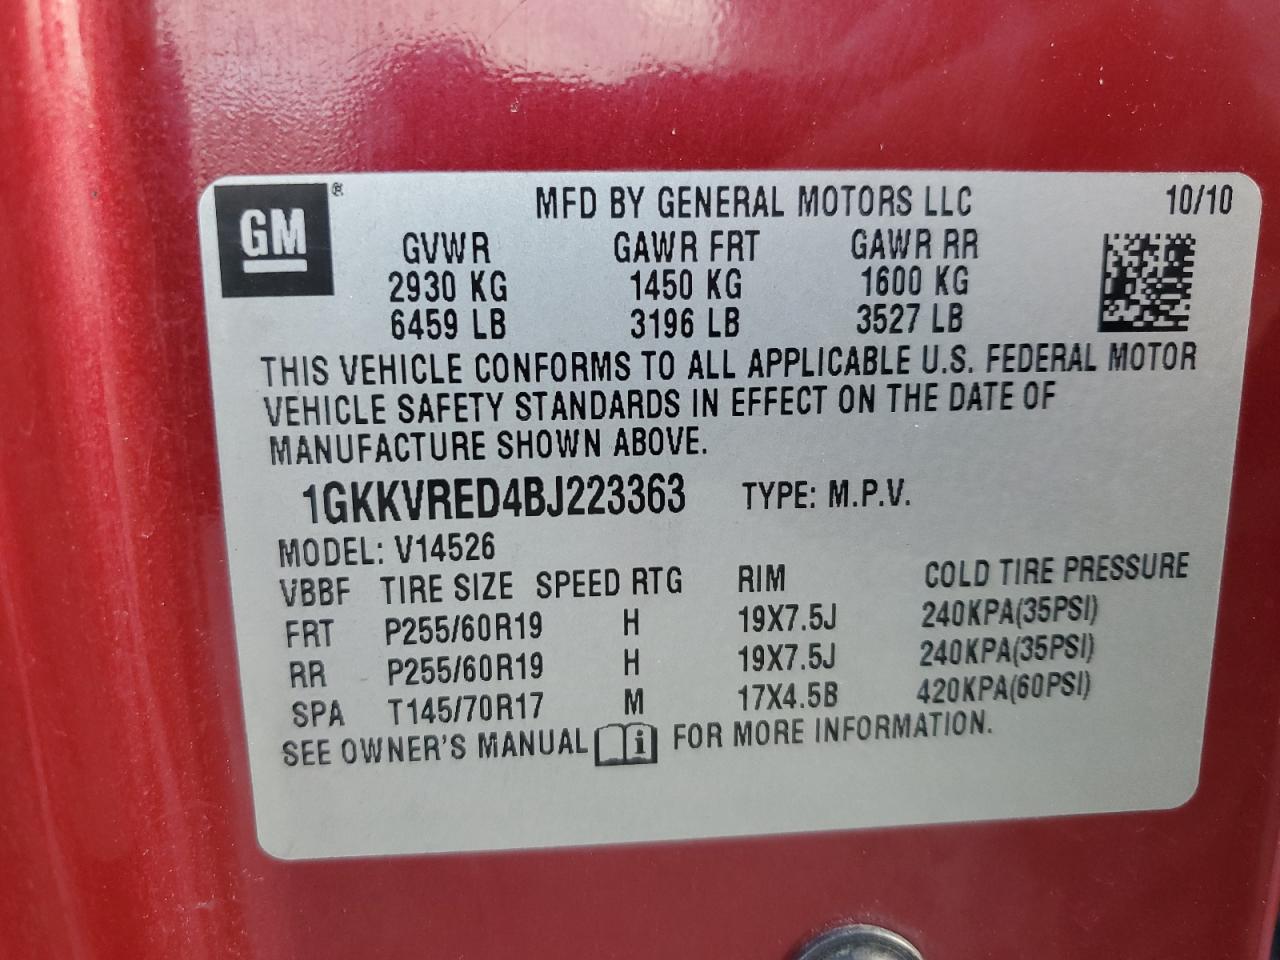 GM ® MFD BY GENERAL MOTORS LLC 10/10
GVWR GAWR FRT GAWR RR
2930 KG 1450 KG 1600 KG
6459 LB 3196 LB 3527 LB
THIS VEHICLE CONFORMS TO ALL APPLICABLE U.S. FEDERAL MOTOR
VEHICLE SAFETY STANDARDS IN EFFECT ON THE DATE OF
MANUFACTURE SHOWN ABOVE.
1GKKVRED4BJ223363 TYPE: M.P.V.
MODEL: V14526
VBBF TIRE SIZE SPEED RTG RIM COLD TIRE PRESSURE
FRT P255/60R19 H 19X7.5J 240KPA(35PSI)
RR P255/60R19 H 19X7.5J 240KPA(35PSI)
SPA T145/70R17 M 17X4.5B 420KPA(60PSI)
SEE OWNER'S MANUAL i FOR MORE INFORMATION.